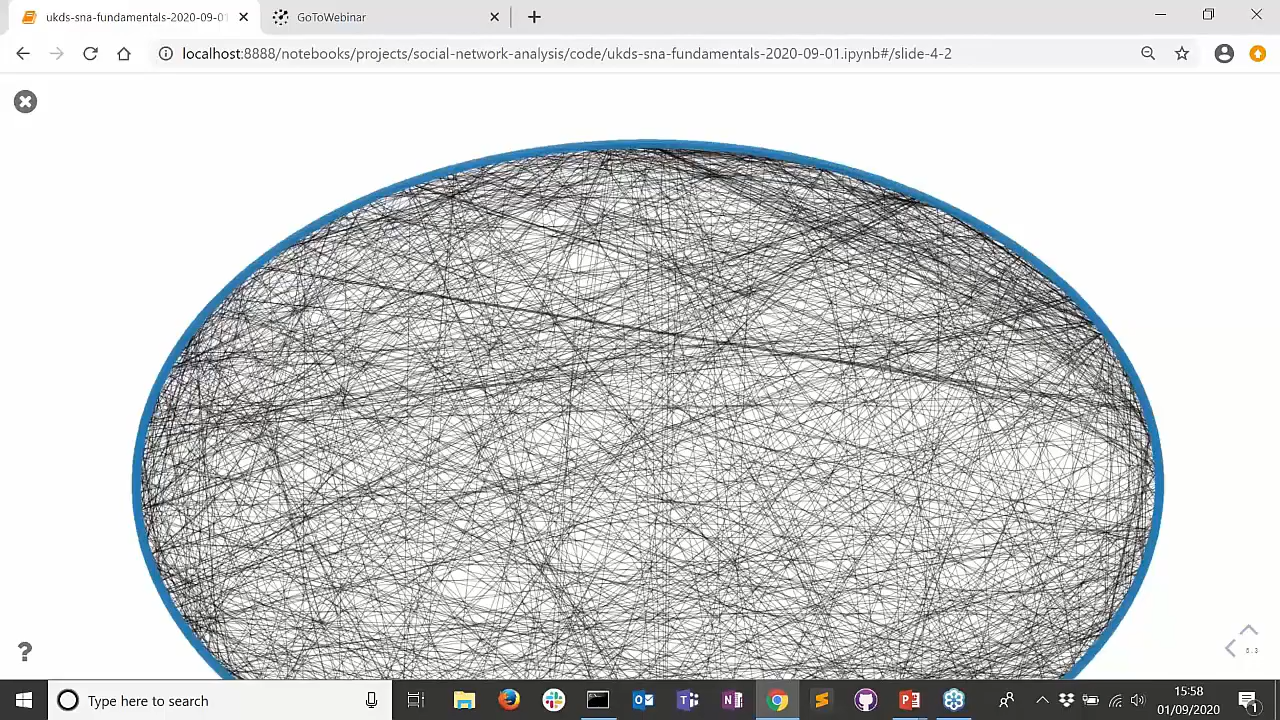 ukds-sna-fundamentals-2020-09-01
GoToWebinar
localhost:8888/notebooks/projects/social-network-analysis/code/ukds-sna-fundamentals-2020-09-01.ipynb#/slide-4-2
?
Type here to search
15:58
01/09/2020
1